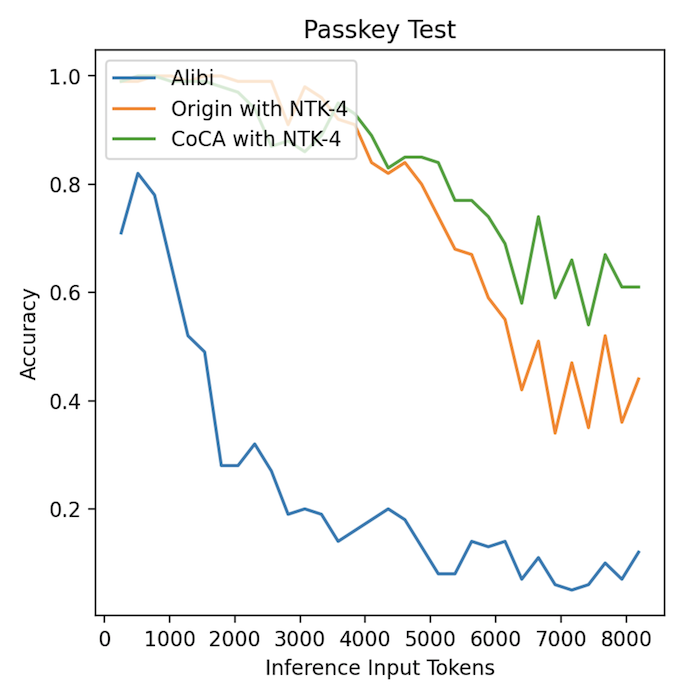 Passkey Test
Alibi
Origin with NTK-4
CoCA with NTK-4
Accuracy
1.0
0.8
0.6
0.4
0.2
0 1000 2000 3000 4000 5000 6000 7000 8000
Inference Input Tokens